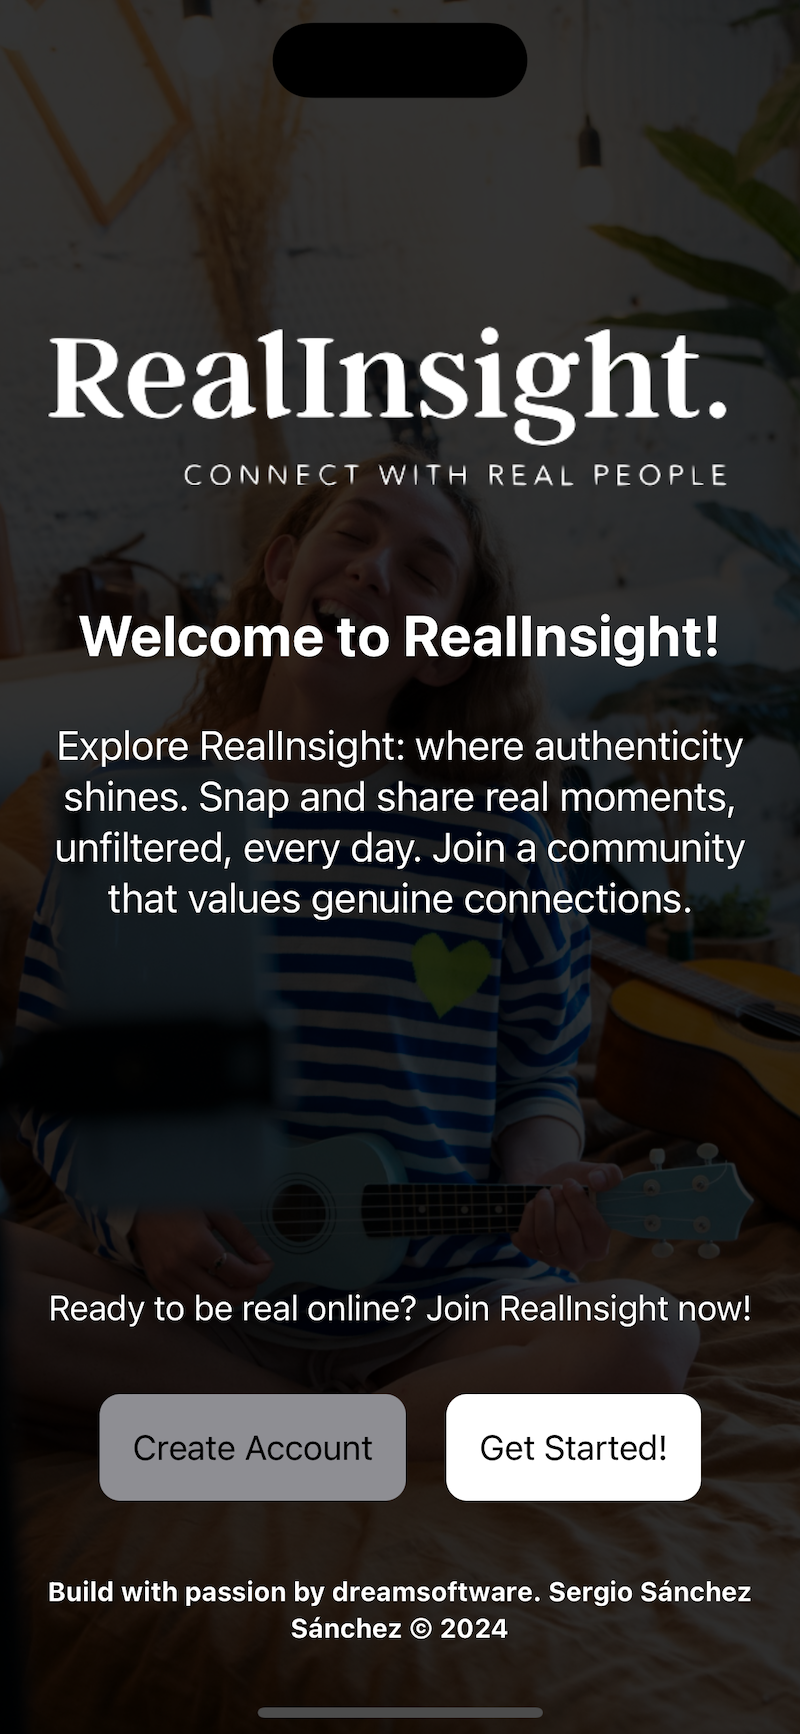 RealInsight.
CONNECT WITH REAL PEOPLE
Welcome to RealInsight!
Explore RealInsight: where authenticity
shines. Snap and share real moments,
unfiltered, every day. Join a community
that values genuine connections.
Ready to be real online? Join RealInsight now!
Create Account
Get Started!
Build with passion by dreamsoftware. Sergio Sánchez
Sánchez © 2024